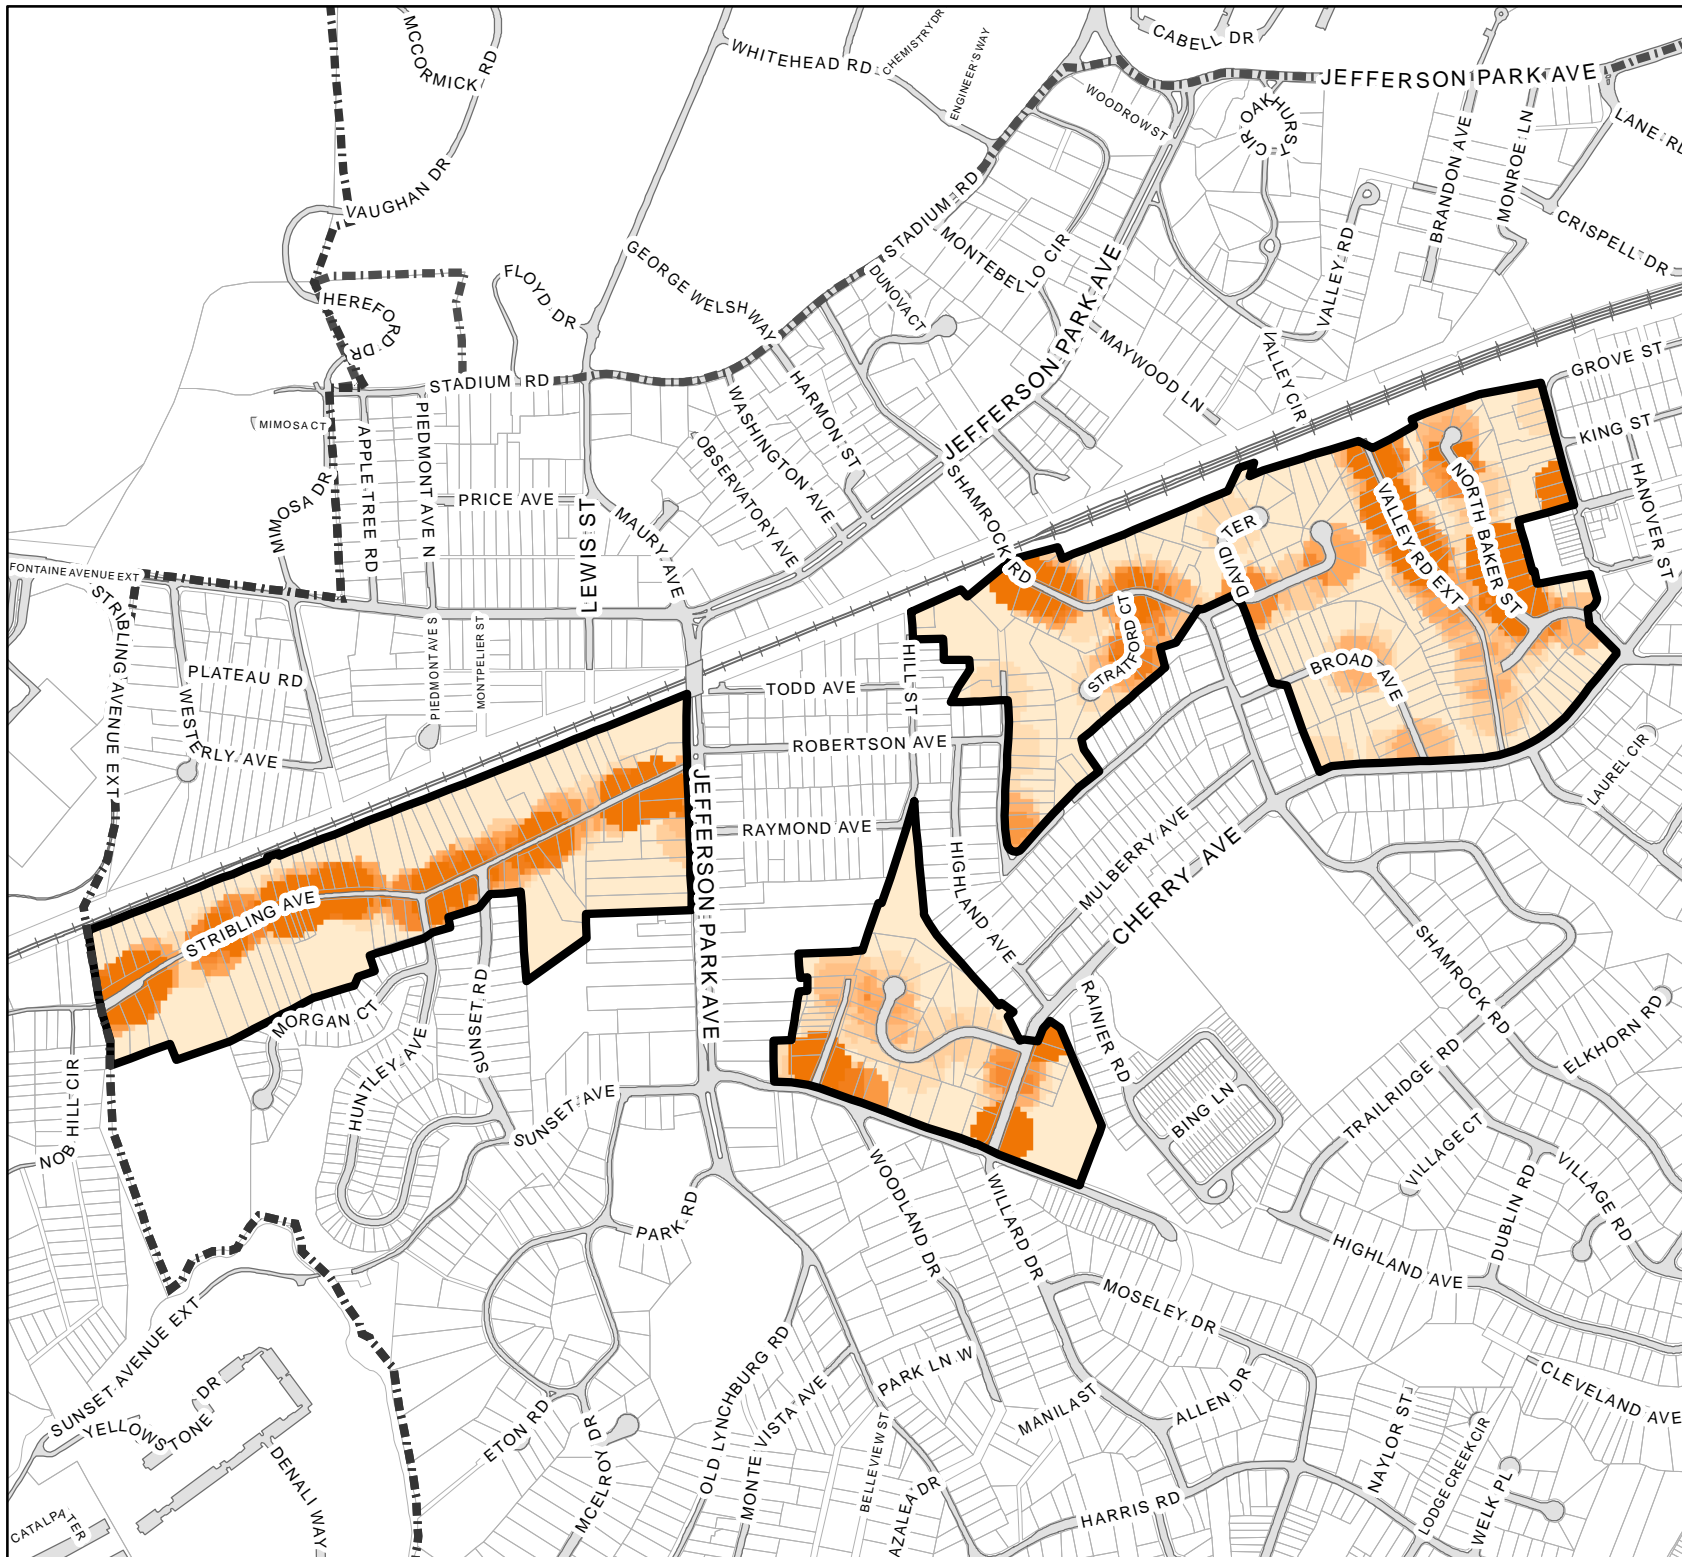 MCCORMICK RD
WHITEHEAD RD
CHEMISTRY DR
ENGINEER'S WAY
CABELL DR
JEFFERSON PARK AVE
WOODROW ST
OAKHURST CIR
LANE RD
BRANDON AVE
MONROE LN
VAUGHAN DR
STADIUM RD
CRISPELL DR
GEORGE WELSH WAY
FLOYD DR
MONTEBELLO CIR
DUNOVA CT
VALLEY RD
HEREFORD DR
MAYWOOD LN
VALLEY CIR
JEFFERSON PARK AVE
GROVE ST
STADIUM RD
MIMOSA CT
PIEDMONT AVE N
APPLE TREE RD
WASHINGTON AVE
HARMON ST
OBSERVATORY AVE
KING ST
HANOVER ST
MIMOSA DR
PRICE AVE
LEWIS ST
MAURY AVE
SHAMROCK RD
DAVID TER
VALLEY RD EXT
NORTH BAKER ST
FONTAINE AVENUE EXT
STRIBLING AVENUE EXT
PLATEAU RD
WESTERLY AVE
PIEDMONT AVE S
MONTPELIER ST
TODD AVE
HILL ST
STRATFORD CT
BROAD AVE
ROBERTSON AVE
LAUREL CIR
JEFFERSON PARK AVE
RAYMOND AVE
HIGHLAND AVE
MULBERRY AVE
CHERRY AVE
STRIBLING AVE
SHAMROCK RD
MORGAN CT
SUNSET RD
HUNTLEY AVE
RAINIER RD
ELKHORN RD
NOB HILL CIR
SUNSET AVE
BING LN
TRAILRIDGE RD
VILLAGE CT
VILLAGE RD
DUBLIN RD
WOODLAND DR
WILLARD DR
PARK RD
HIGHLAND AVE
MOSELEY DR
SUNSET AVENUE EXT
YELLOWSTONE DR
OLD LYNCHBURG RD
PARK LN W
MONTE VISTA AVE
MANILA ST
ALLEN DR
CLEVELAND AVE
NAYLOR ST
ETON RD
MCELROY DR
BELLEVIEW ST
AZALEA DR
HARRIS RD
LODGE CREEK CIR
WELK PL
DENALI WAY
CATALPA TER